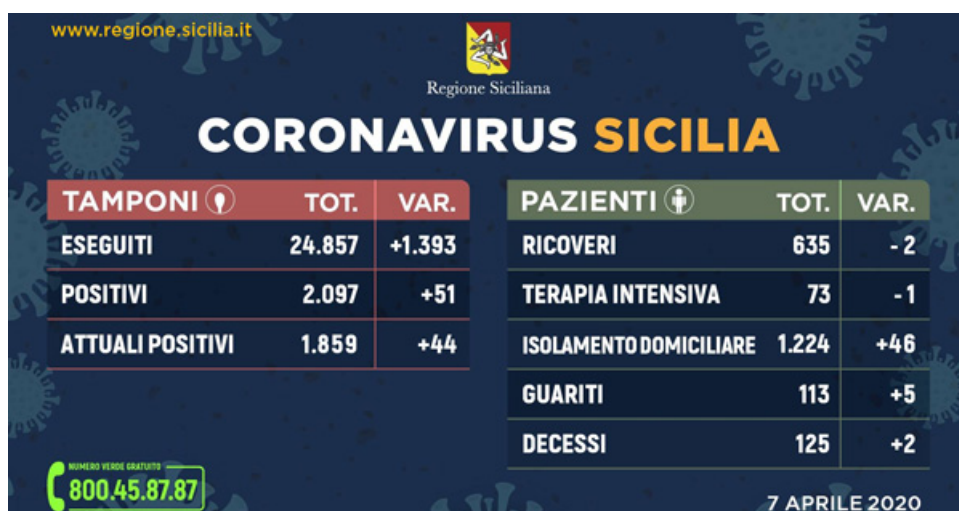 www.regione.sicilia.it
Regione Siciliana
CORONAVIRUS SICILIA
TAMPONI TOT. VAR.
ESEGUITI 24.857 +1.393
POSITIVI 2.097 +51
ATTUALI POSITIVI 1.859 +44
PAZIENTI TOT. VAR.
RICOVERI 635 - 2
TERAPIA INTENSIVA 73 - 1
ISOLAMENTO DOMICILIARE 1.224 +46
GUARITI 113 +5
DECESSI 125 +2
NUMERO VERDE GRATUITO
800.45.87.87
7 APRILE 2020